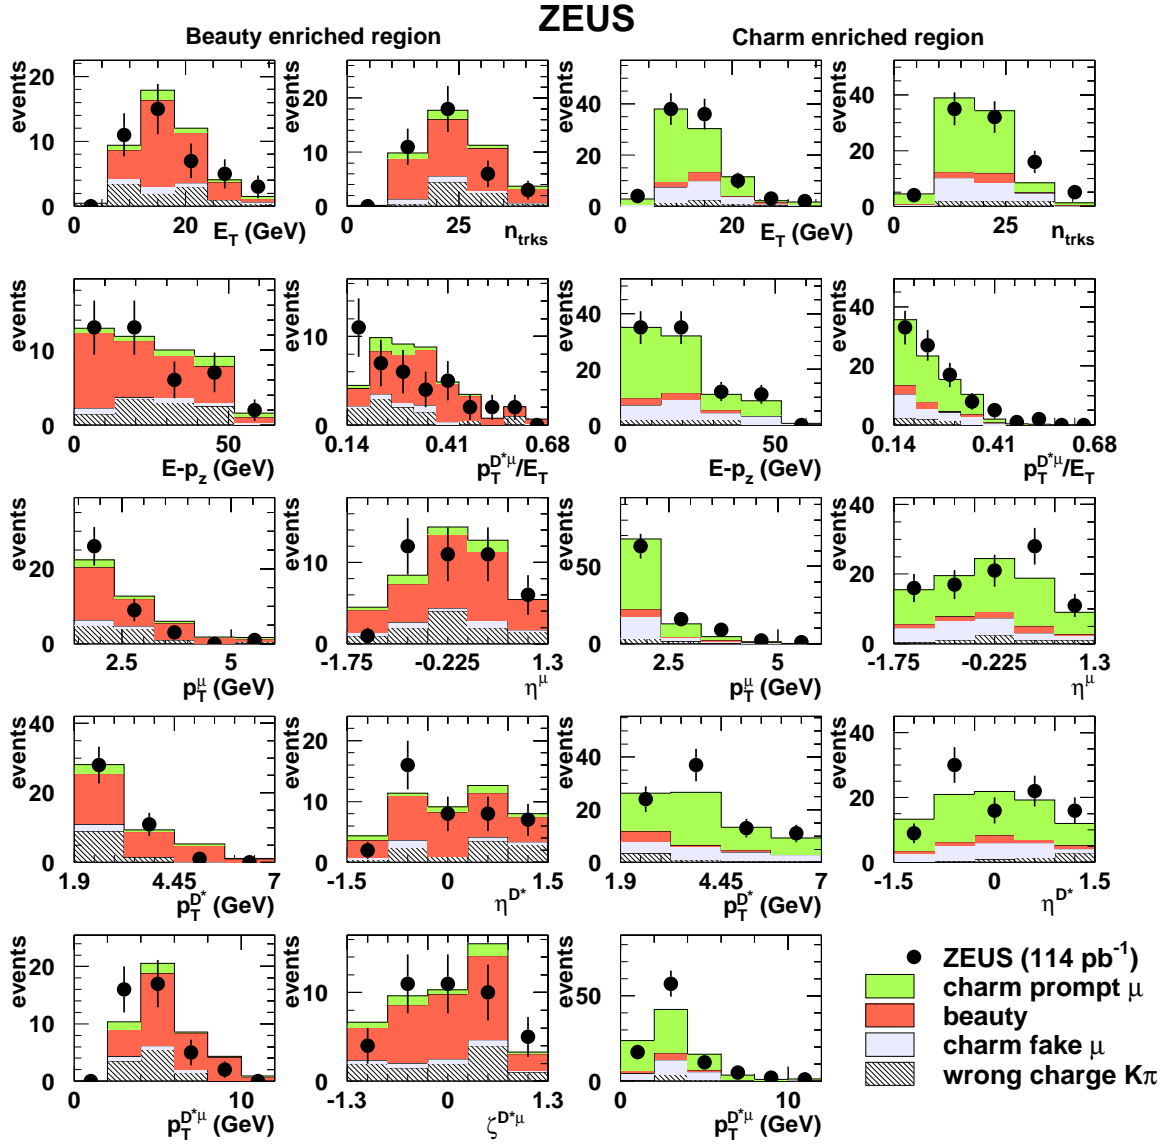 ZEUS
Beauty enriched region
Charm enriched region
events
20
10
0
0 20
E_T (GeV)
events
20
10
0
0 25
n_trks
events
40
20
0
0 20
E_T (GeV)
events
40
20
0
0 25
n_trks
events
10
0
0 50
E-p_z (GeV)
events
10
0
0.14 0.41 0.68
p_T^{D*μ}/E_T
events
40
20
0
0 50
E-p_z (GeV)
events
40
20
0
0.14 0.41 0.68
p_T^{D*μ}/E_T
events
20
0
2.5 5
p_T^μ (GeV)
events
10
0
-1.75 -0.225 1.3
η^μ
events
50
0
2.5 5
p_T^μ (GeV)
events
40
20
0
-1.75 -0.225 1.3
η^μ
events
40
20
0
1.9 4.45 7
p_T^{D*} (GeV)
events
20
10
0
-1.5 0 1.5
η^{D*}
events
40
20
0
1.9 4.45 7
p_T^{D*} (GeV)
events
40
20
0
-1.5 0 1.5
η^{D*}
events
20
10
0
0 10
p_T^{D*μ} (GeV)
events
10
0
-1.3 0 1.3
ζ^{D*μ}
events
50
0
0 10
p_T^{D*μ} (GeV)
ZEUS (114 pb⁻¹)
charm prompt μ
beauty
charm fake μ
wrong charge Kπ